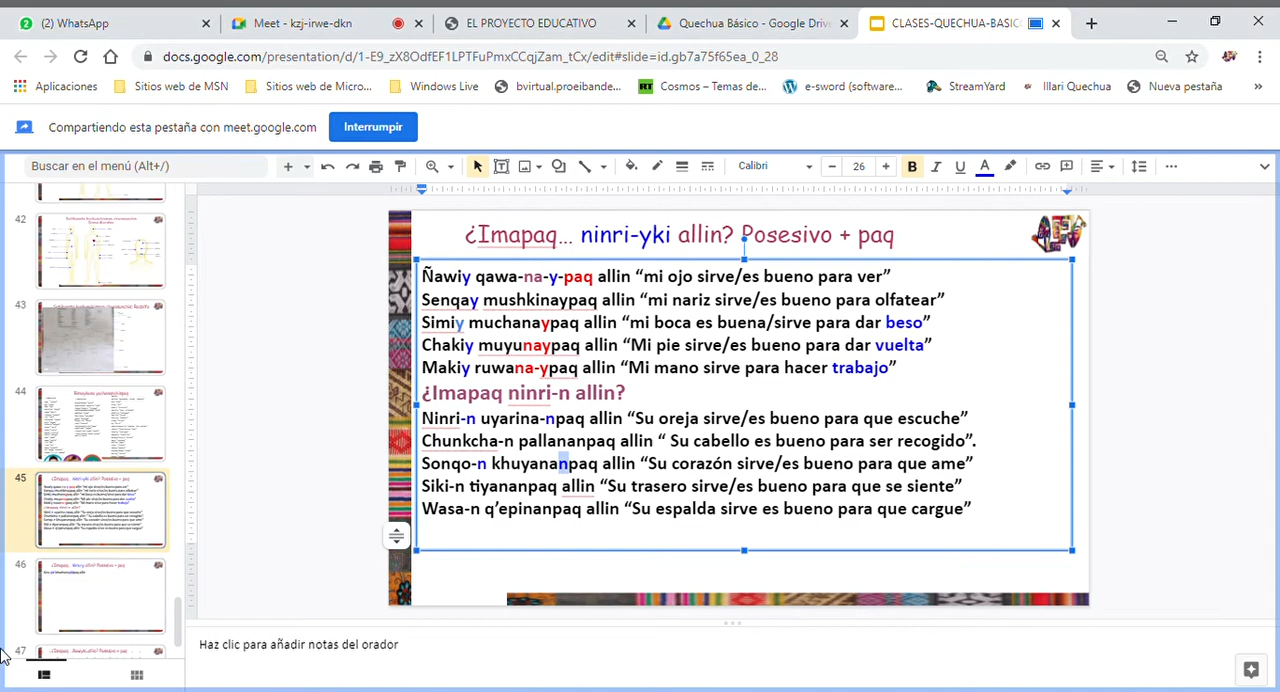 (2) WhatsApp
Meet - kzj-irwe-dkn
EL PROYECTO EDUCATIVO
Quechua Básico - Google Drive
CLASES-QUECHUA-BASICO
docs.google.com/presentation/d/1-E9_zX8OdfEF1LPTFuPmxCCqjZam_tCx/edit#slide=id.gb7a75f65ea_0_28
Aplicaciones
Sitios web de MSN
Sitios web de Micro...
Windows Live
bvirtual.proeibande...
Cosmos – Temas de...
e-sword (software...
StreamYard
Illari Quechua
Nueva pestaña
Compartiendo esta pestaña con meet.google.com
Interrumpir
Buscar en el menú (Alt+/)
Calibri
26
¿Imapaq... ninri-yki allin? Posesivo + paq
Ñawiy qawa-na-y-paq allin “mi ojo sirve/es bueno para ver”
Senqay mushkinaypaq allin “mi nariz sirve/es bueno para olfatear”
Simiy muchanaypaq allin “mi boca es buena/sirve para dar beso”
Chakiy muyunaypaq allin “Mi pie sirve/es bueno para dar vuelta”
Makiy ruwana-ypaq allin “Mi mano sirve para hacer trabajo”
¿Imapaq ninri-n allin?
Ninri-n uyarina-npaq allin “Su oreja sirve/es bueno para que escuche”
Chunkcha-n pallananpaq allin “ Su cabello es bueno para ser recogido”.
Sonqo-n khuyananpaq allin “Su corazón sirve/es bueno para que ame”
Siki-n tiyananpaq allin “Su trasero sirve/es bueno para que se siente”
Wasa-n q’epinanpaq allin “Su espalda sirve/es bueno para que cargue”
42
43
44
45
46
47
Haz clic para añadir notas del orador